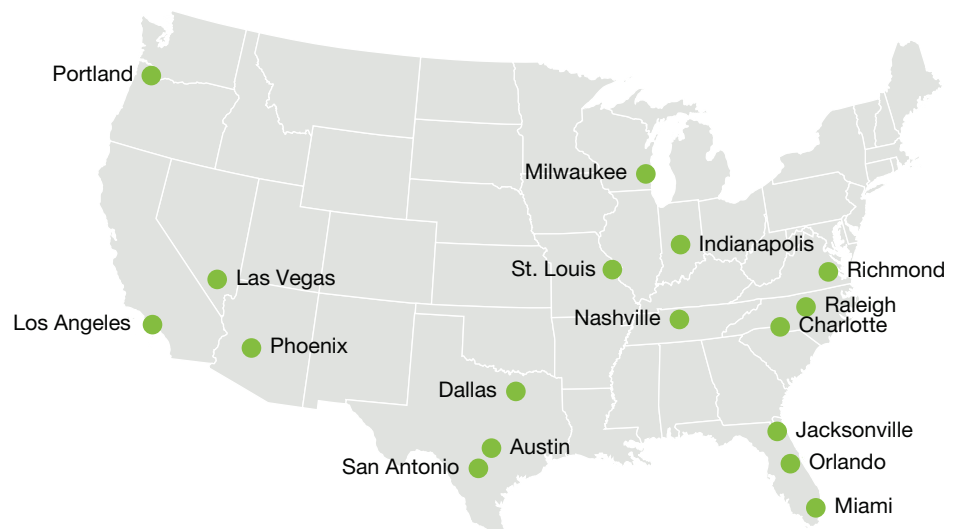 Portland
Milwaukee
Indianapolis
St. Louis
Richmond
Las Vegas
Raleigh
Nashville
Los Angeles
Charlotte
Phoenix
Dallas
Jacksonville
Austin
San Antonio
Orlando
Miami